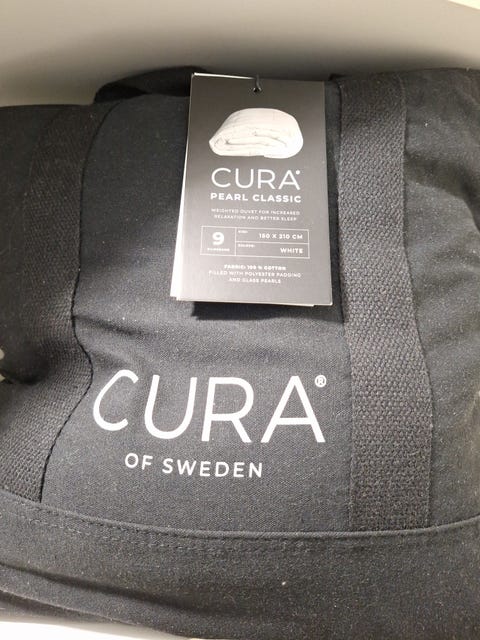 CURA®
PEARL CLASSIC
WEIGHTED DUVET FOR INCREASED
RELAXATION AND BETTER SLEEP
9
KILOGRAMS
SIZE:
150 X 210 CM
COLOUR:
WHITE
FABRIC: 100 % COTTON
FILLED WITH POLYESTER PADDING
AND GLASS PEARLS
CURA®
OF SWEDEN